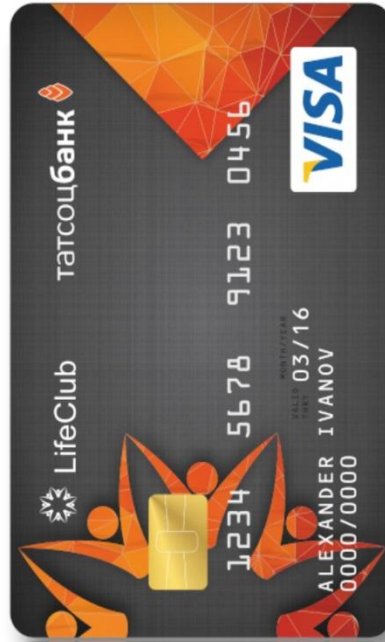 LifeClub татсоцбанк
1234 5678 9123 0456
VALID THRU MONTH/YEAR 03/16
ALEXANDER IVANOV
0000/0000
VISA